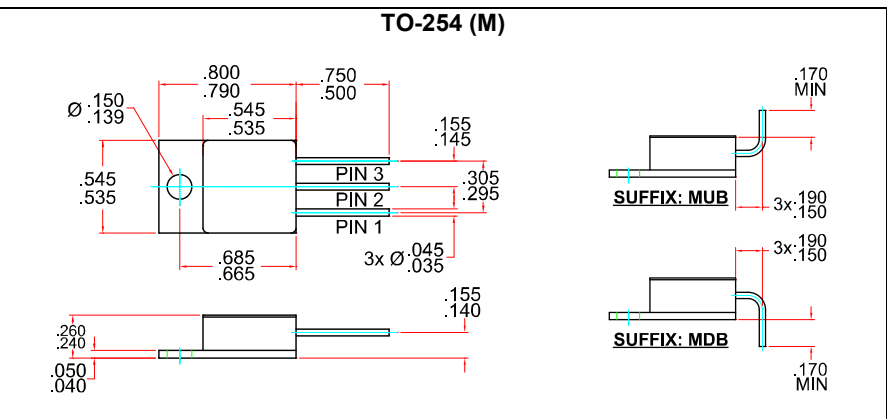 TO-254 (M)
.800
.790
.750
.500
Ø .150
.139
.545
.535
.155
.145
.545
.535
PIN 3
PIN 2
PIN 1
.305
.295
.685
.665
3x Ø .045
.035
.170
MIN
SUFFIX: MUB
3x .190
.150
.260
.240
.050
.040
.155
.140
3x .190
.150
SUFFIX: MDB
.170
MIN